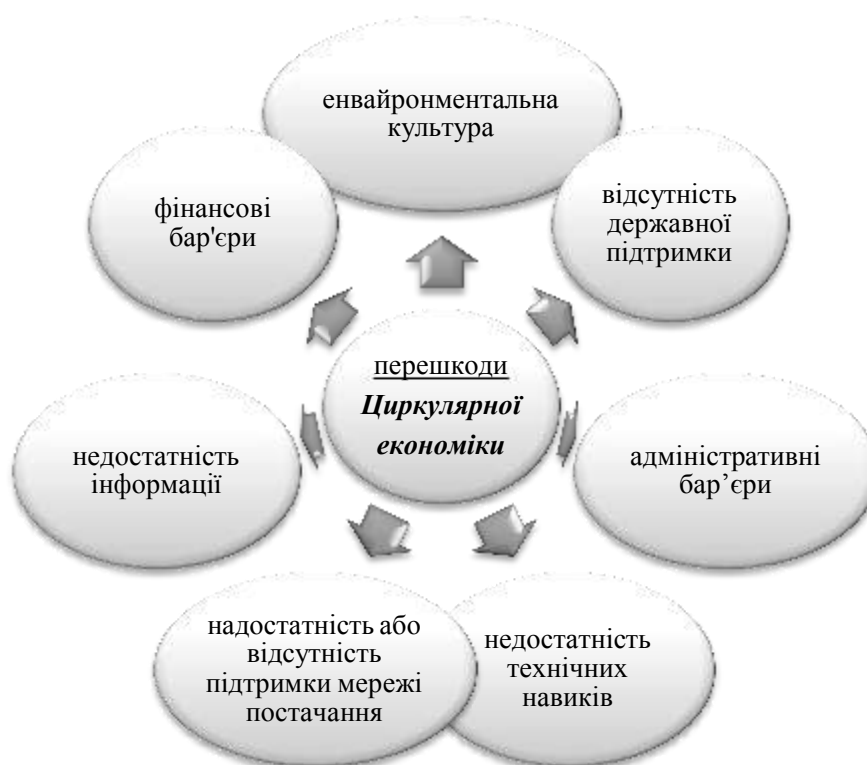 енвайронментальна
культура
фінансові
бар'єри
відсутність
державної
підтримки
перешкоди
Циркулярної
економіки
недостатність
інформації
адміністративні
бар’єри
надостатність або
відсутність
підтримки мережі
постачання
недостатність
технічних
навиків